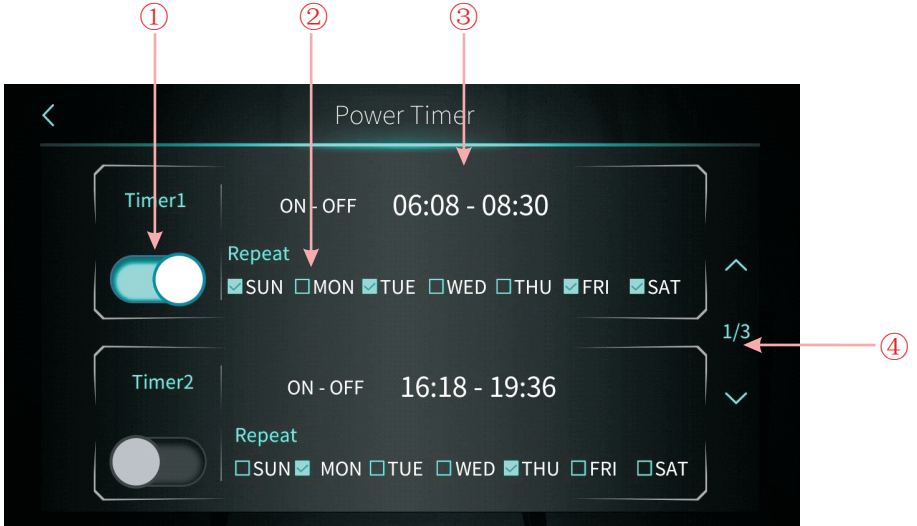 ① ② ③
Power Timer
Timer1
ON - OFF 06:08 - 08:30
Repeat
SUN MON TUE WED THU FRI SAT
1/3
④
Timer2
ON - OFF 16:18 - 19:36
Repeat
SUN MON TUE WED THU FRI SAT